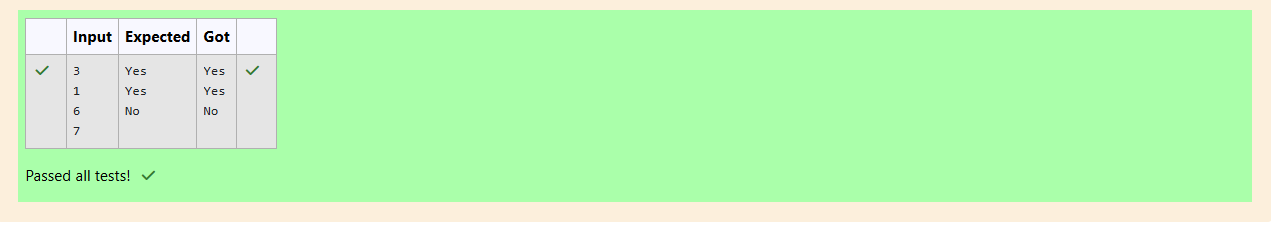 Input Expected Got
3 Yes Yes
1 Yes Yes
6 No No
7
Passed all tests!